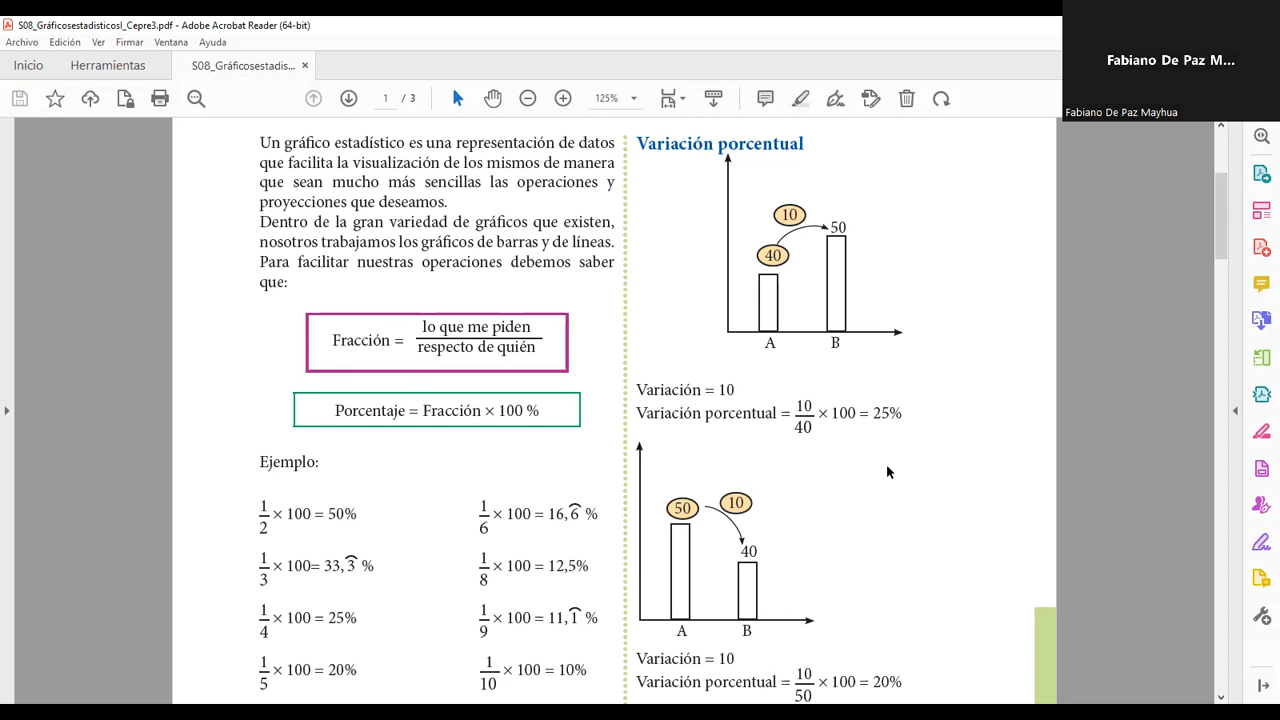 S08_GráficosestadisticosI_Cepre3.pdf - Adobe Acrobat Reader (64-bit)
Archivo Edición Ver Firmar Ventana Ayuda
Inicio Herramientas S08_Gráficosestadis... ×
1 / 3 125%
Fabiano De Paz M...
Fabiano De Paz Mayhua
Un gráfico estadístico es una representación de datos
que facilita la visualización de los mismos de manera
que sean mucho más sencillas las operaciones y
proyecciones que deseamos.
Dentro de la gran variedad de gráficos que existen,
nosotros trabajamos los gráficos de barras y de líneas.
Para facilitar nuestras operaciones debemos saber
que:
Fracción = lo que me piden / respecto de quién
Porcentaje = Fracción × 100 %
Ejemplo:
1/2 × 100 = 50%
1/3 × 100= 33,3̑ %
1/4 × 100 = 25%
1/5 × 100 = 20%
1/6 × 100 = 16,6̑ %
1/8 × 100 = 12,5%
1/9 × 100 = 11,1̑ %
1/10 × 100 = 10%
Variación porcentual
10
50
40
A B
Variación = 10
Variación porcentual = 10/40 × 100 = 25%
50
10
40
A B
Variación = 10
Variación porcentual = 10/50 × 100 = 20%